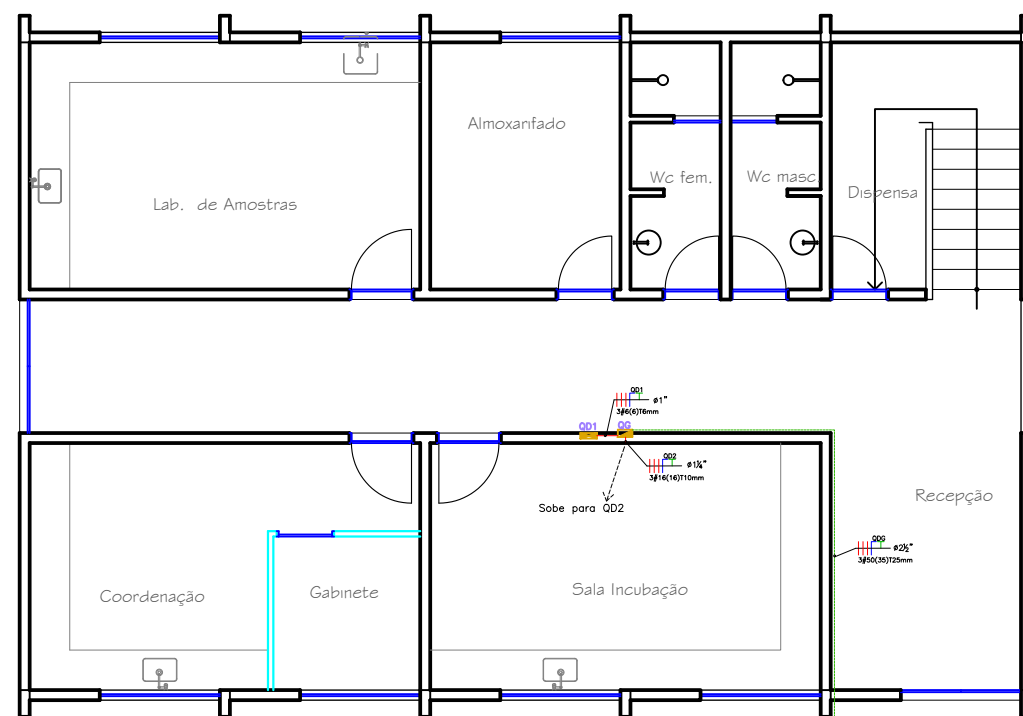 Almoxarifado
Wc fem.
Wc masc.
Dispensa
Lab. de Amostras
QD1
ø1"
3#6(6)T6mm
QD1
QG
QD2
ø1¼"
3#16(16)T10mm
Sobe para QD2
Recepção
QDG
ø2½"
3#50(35)T25mm
Coordenação
Gabinete
Sala Incubação